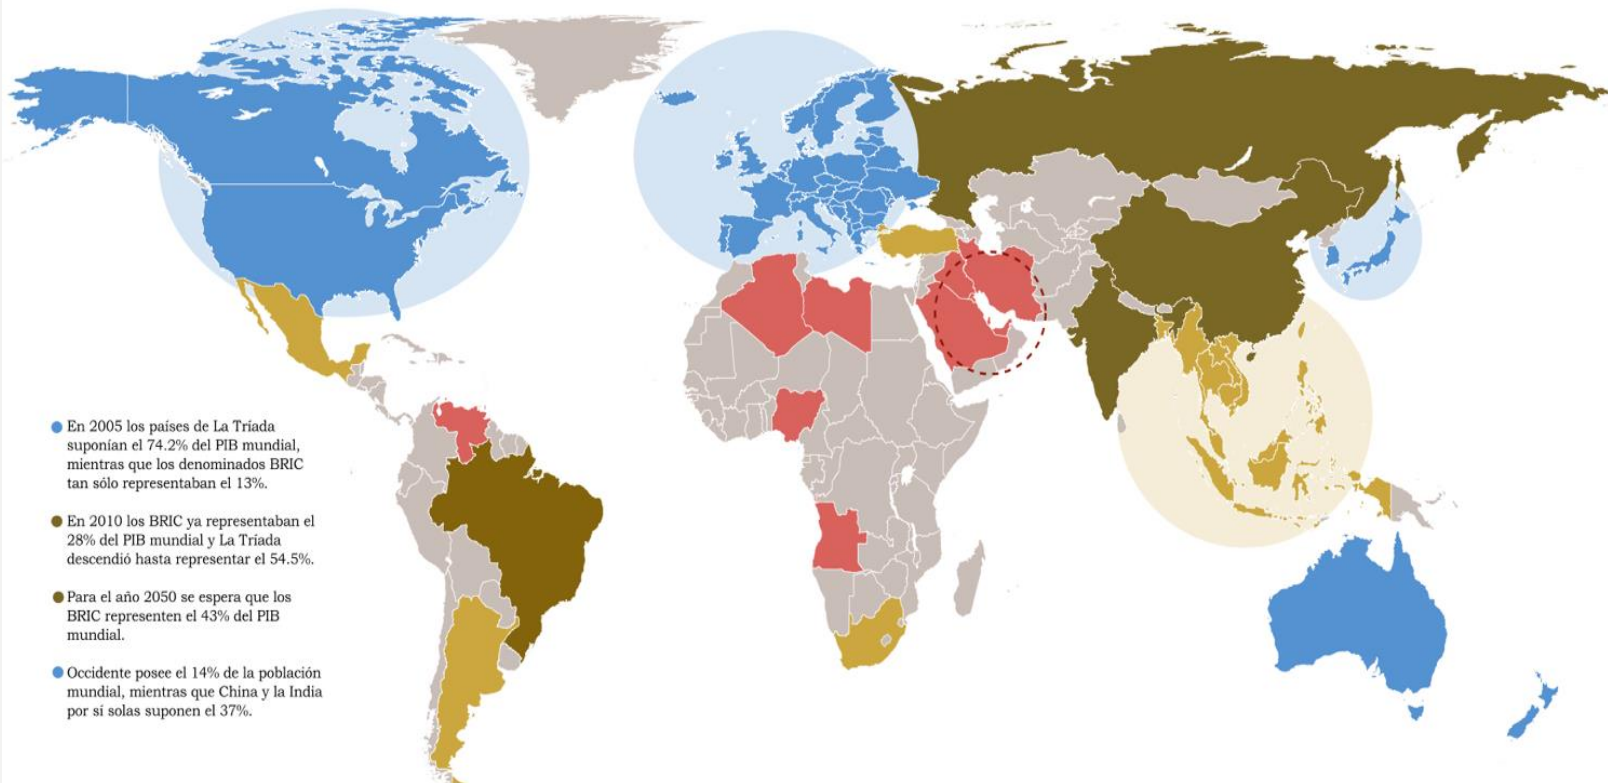 En 2005 los países de La Tríada
suponían el 74.2% del PIB mundial,
mientras que los denominados BRIC
tan sólo representaban el 13%.
En 2010 los BRIC ya representaban el
28% del PIB mundial y La Tríada
descendió hasta representar el 54.5%.
Para el año 2050 se espera que los
BRIC representen el 43% del PIB
mundial.
Occidente posee el 14% de la población
mundial, mientras que China y la India
por sí solas suponen el 37%.